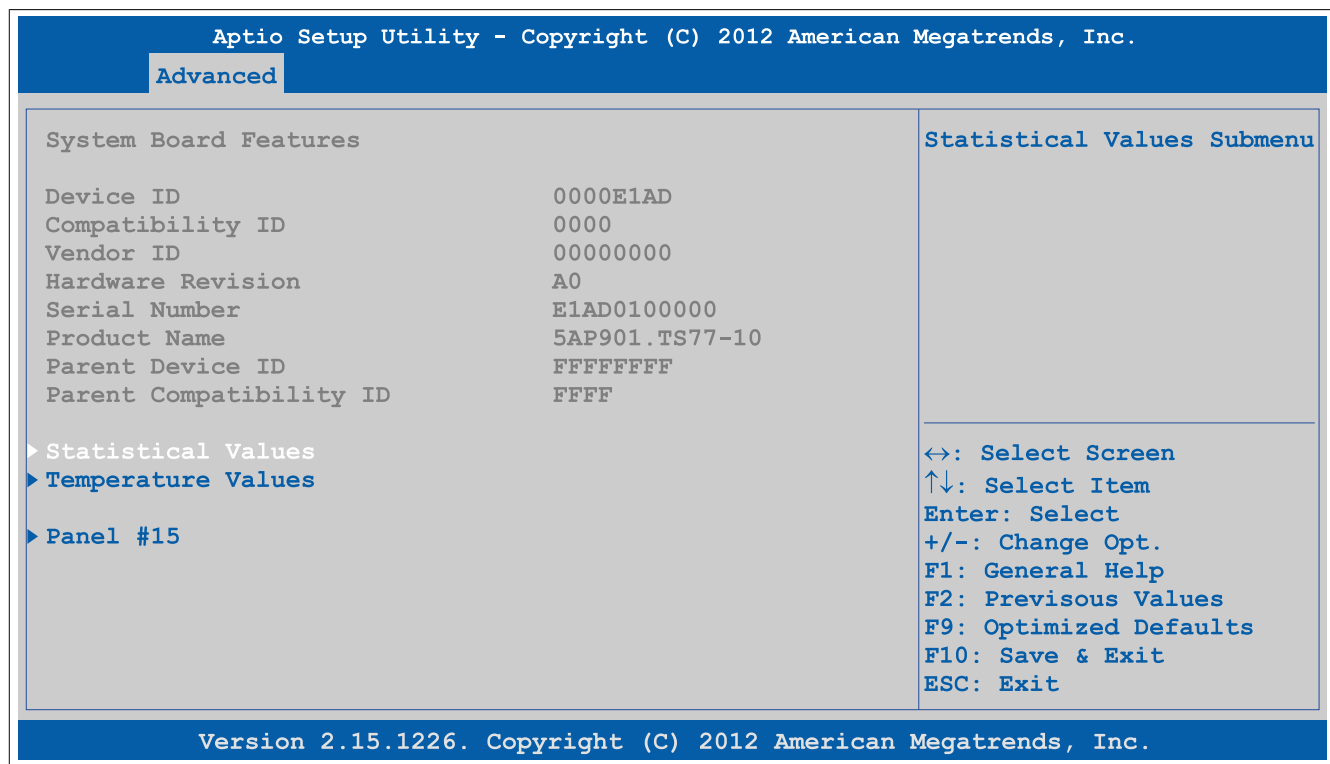 Aptio Setup Utility - Copyright (C) 2012 American Megatrends, Inc.
Advanced
System Board Features
Device ID 0000E1AD
Compatibility ID 0000
Vendor ID 00000000
Hardware Revision A0
Serial Number E1AD0100000
Product Name 5AP901.TS77-10
Parent Device ID FFFFFFFF
Parent Compatibility ID FFFF
Statistical Values
Temperature Values
Panel #15
Statistical Values Submenu
↔: Select Screen
↑↓: Select Item
Enter: Select
+/-: Change Opt.
F1: General Help
F2: Previsous Values
F9: Optimized Defaults
F10: Save & Exit
ESC: Exit
Version 2.15.1226. Copyright (C) 2012 American Megatrends, Inc.